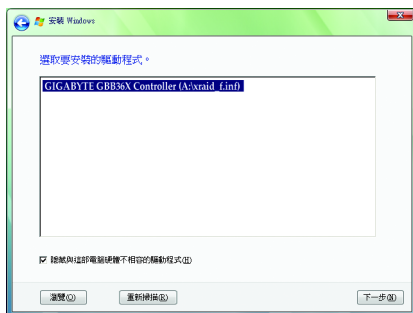 安裝 Windows
選取要安裝的驅動程式。
GIGABYTE GBB36X Controller (A:\xraid_f.inf)
隱藏與這部電腦硬體不相容的驅動程式(H)
瀏覽(O)
重新掃描(R)
下一步(N)